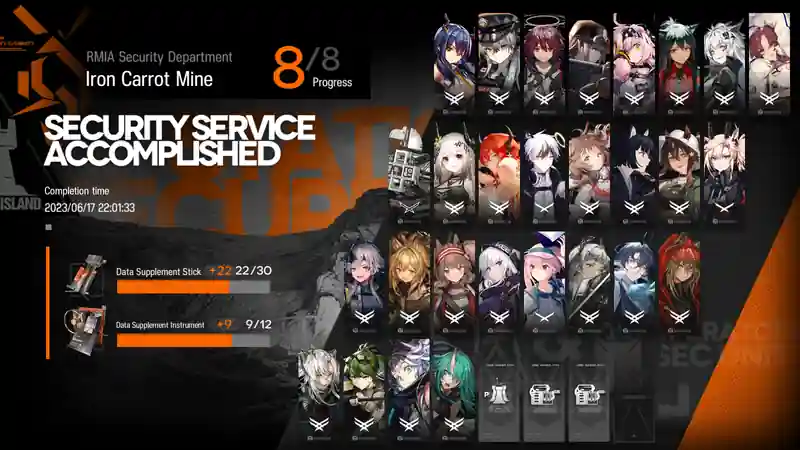 RMIA Security Department
Iron Carrot Mine
8/8
Progress
SECURITY SERVICE
ACCOMPLISHED
Completion time
2023/06/17 22:01:33
ISLAND
Data Supplement Stick +22 22/30
Data Supplement Instrument +9 9/12